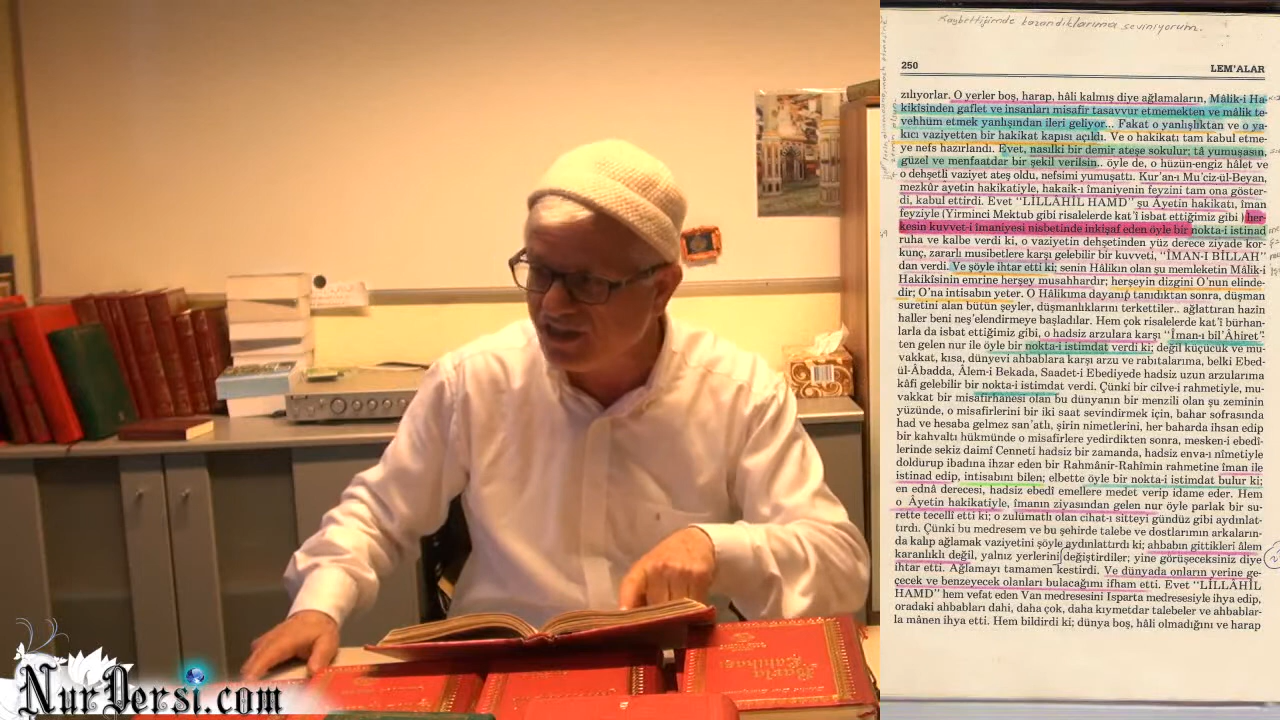 Kaybettiğimde kazandıklarıma seviniyorum.
250
LEM'ALAR
zılıyorlar. O yerler boş, harap, hâlî kalmış diye ağlamaların, Mâlik-i Ha-
kikîsinden gaflet ve insanları misafir tasavvur etmemekten ve mâlik te-
vehhüm etmek yanlışından ileri geliyor... Fakat o yanlışlıktan ve o ya-
kıcı vaziyetten bir hakikat kapısı açıldı. Ve o hakikatı tam kabul etme-
ye nefs hazırlandı. Evet, nasılki bir demir ateşe sokulur; tâ yumuşasın,
güzel ve menfaatdar bir şekil verilsin.. öyle de, o hüzün-engiz hâlet ve
o dehşetli vaziyet ateş oldu, nefsimi yumuşattı. Kur'an-ı Mu'ciz-ül-Beyan,
mezkûr âyetin hakikatiyle, hakaik-ı îmaniyenin feyzini tam ona göster-
di, kabul ettirdi. Evet "LİLLÂHİL HAMD" şu Âyetin hakikatı, îman
feyziyle (Yirminci Mektub gibi risalelerde kat'î isbat ettiğimiz gibi) her-
kesin kuvvet-i îmaniyesi nisbetinde inkişaf eden öyle bir nokta-i istinad
ruha ve kalbe verdi ki, o vaziyetin dehşetinden yüz derece ziyade kor-
kunç, zararlı musibetlere karşı gelebilir bir kuvveti, "ÎMAN-I BİLLAH"
dan verdi. Ve şöyle ihtar etti ki; senin Hâlikın olan şu memleketin Mâlik-i
Hakikîsinin emrine herşey musahhardır; herşeyin dizgini O'nun elinde-
dir; O'na intisabın yeter. O Hâlikıma dayanıp tanıdıktan sonra, düşman
suretini alan bütün şeyler, düşmanlıklarını terkettiler.. ağlattıran hazin
haller beni neş'elendirmeye başladılar. Hem çok risalelerde kat'î bürhan-
larla da isbat ettiğimiz gibi, o hadsiz arzulara karşı "Îman-ı bil'Âhiret"
ten gelen nur ile öyle bir nokta-i istimdat verdi ki; değil küçücük ve mu-
vakkat, kısa, dünyevî ahbablara karşı arzu ve rabıtalarıma, belki Ebed-
ül-Âbadda, Âlem-i Bekada, Saadet-i Ebediyede hadsiz uzun arzularıma
kâfi gelebilir bir nokta-i istimdat verdi. Çünki bir cilve-i rahmetiyle, mu-
vakkat bir misafirhanesi olan bu dünyanın bir menzili olan şu zeminin
yüzünde, o misafirlerini bir iki saat sevindirmek için, bahar sofrasında
had ve hesaba gelmez san'atlı, şirin nimetlerini, her baharda ihsan edip
bir kahvaltı hükmünde o misafirlere yedirdikten sonra, mesken-i ebedî-
lerinde sekiz daimî Cenneti hadsiz bir zamanda, hadsiz enva-ı nîmetiyle
doldurup ibadına ihzar eden bir Rahmânir-Rahîmin rahmetine îman ile
istinad edip, intisabını bilen; elbette öyle bir nokta-i istimdat bulur ki;
en ednâ derecesi, hadsiz ebedî emellere medet verip idame eder. Hem
o Âyetin hakikatiyle, îmanın ziyasından gelen nur öyle parlak bir su-
rette tecelli etti ki; o zulümatlı olan cihat-ı sitteyi gündüz gibi aydınlat-
tırdı. Çünki bu medresem ve bu şehirde talebe ve dostlarımın arkaların-
da kalıp ağlamak vaziyetini şöyle aydınlattırdı ki; ahbabın gittikleri âlem
karanlıklı değil, yalnız yerlerini değiştirdiler; yine görüşeceksiniz diye
ihtar etti. Ağlamayı tamamen kestirdi. Ve dünyada onların yerine ge-
çecek ve benzeyecek olanları bulacağımı ifham etti. Evet "LİLLÂHİL
HAMD" hem vefat eden Van medresesini Isparta medresesiyle ihya edip,
oradaki ahbabları dahi, daha çok, daha kıymetdar talebeler ve ahbablar-
la mânen ihya etti. Hem bildirdi ki; dünya boş, hâlî olmadığını ve harap
Barla
Lahikası
NurDersi.com